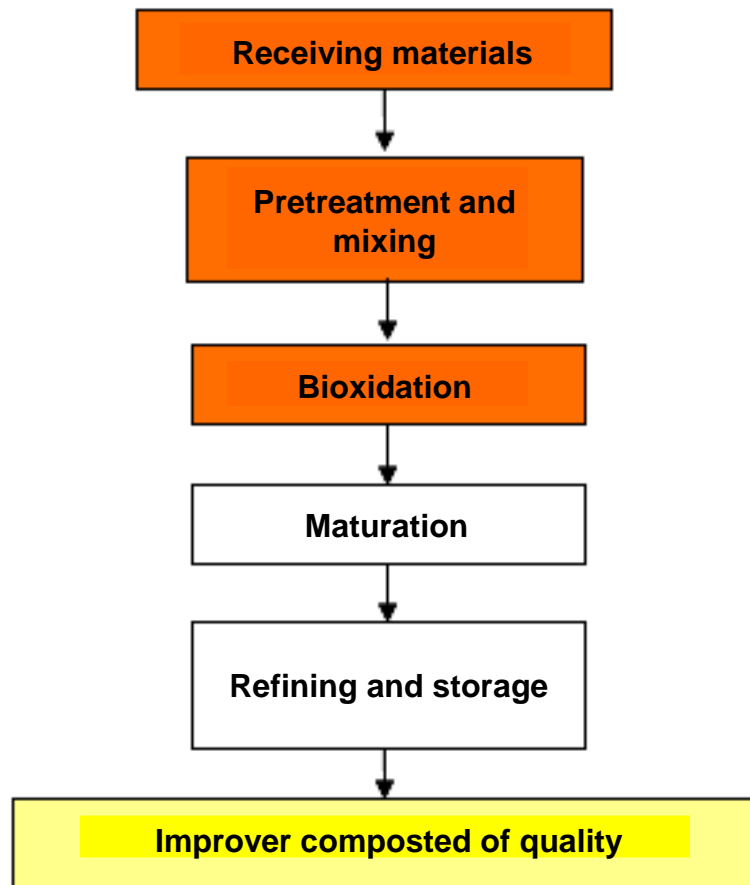 Receiving materials
Pretreatment and
mixing
Bioxidation
Maturation
Refining and storage
Improver composted of quality